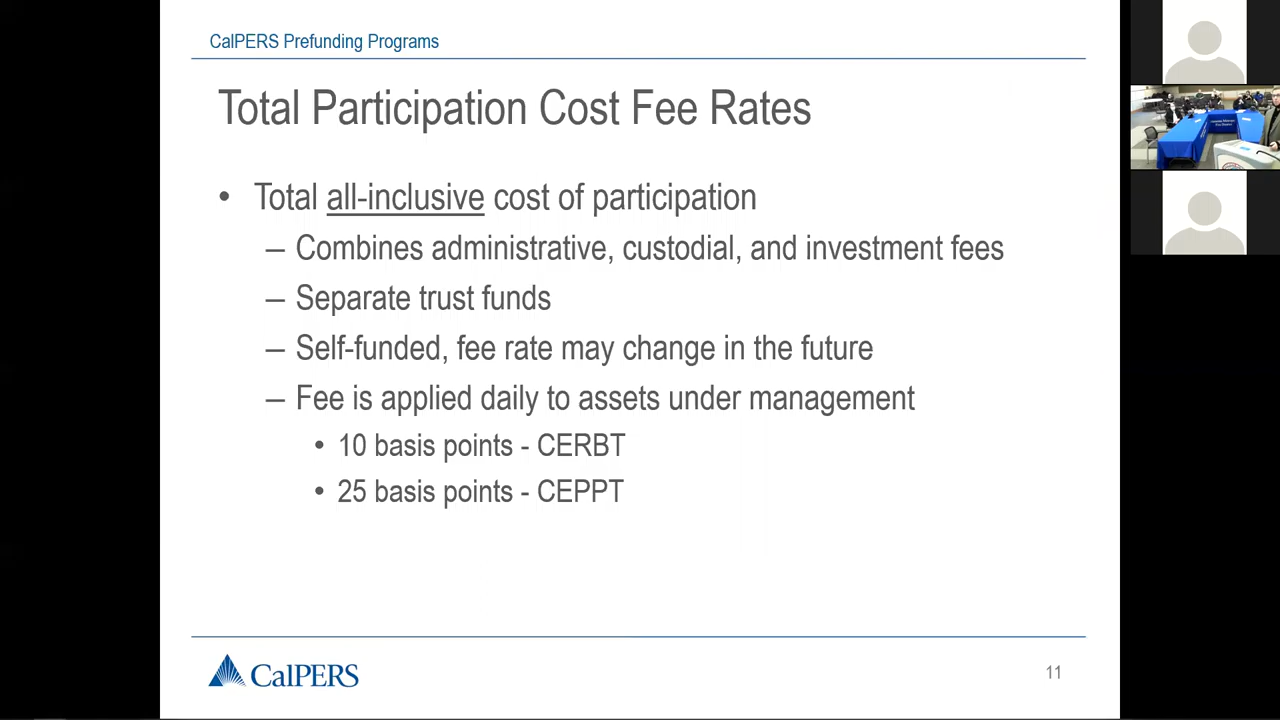 CalPERS Prefunding Programs
Total Participation Cost Fee Rates
• Total all-inclusive cost of participation
– Combines administrative, custodial, and investment fees
– Separate trust funds
– Self-funded, fee rate may change in the future
– Fee is applied daily to assets under management
• 10 basis points - CERBT
• 25 basis points - CEPPT
CalPERS
11